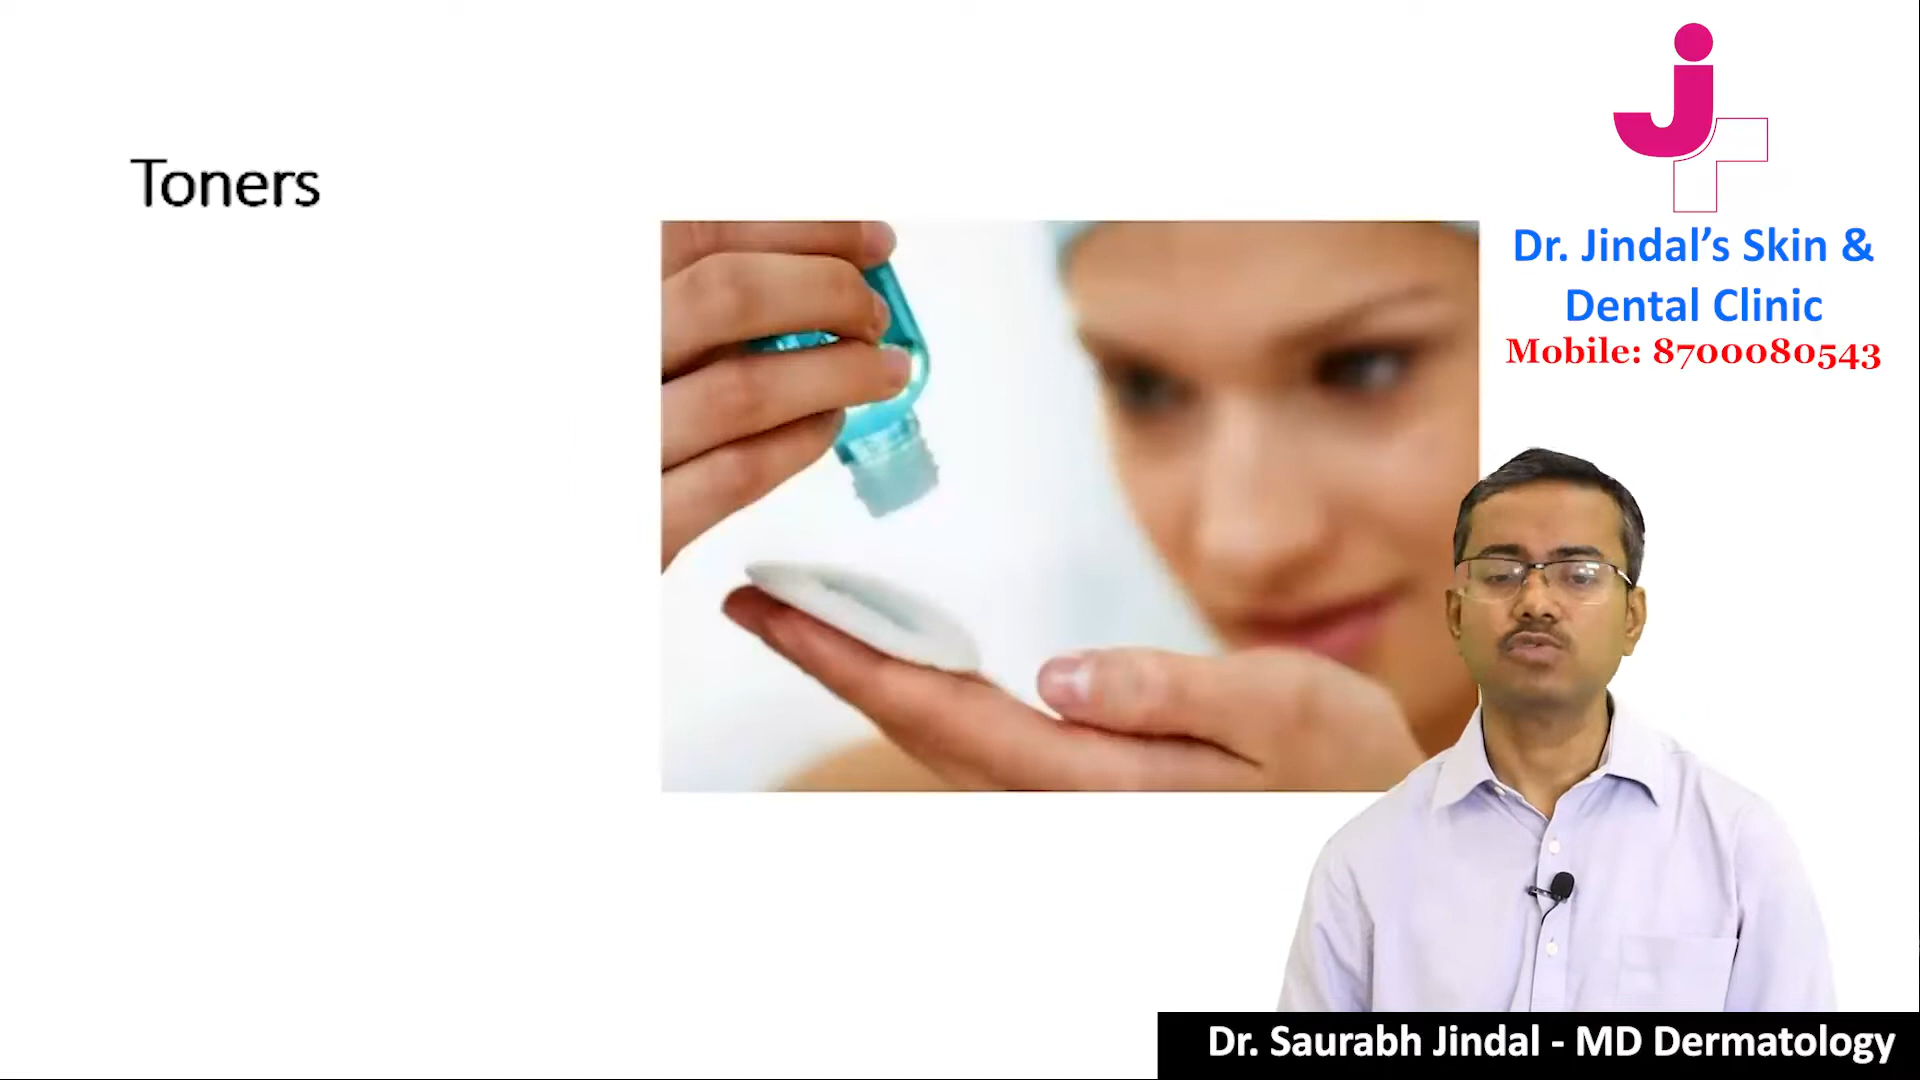 Toners
Dr. Jindal’s Skin &
Dental Clinic
Mobile: 8700080543
Dr. Saurabh Jindal - MD Dermatology